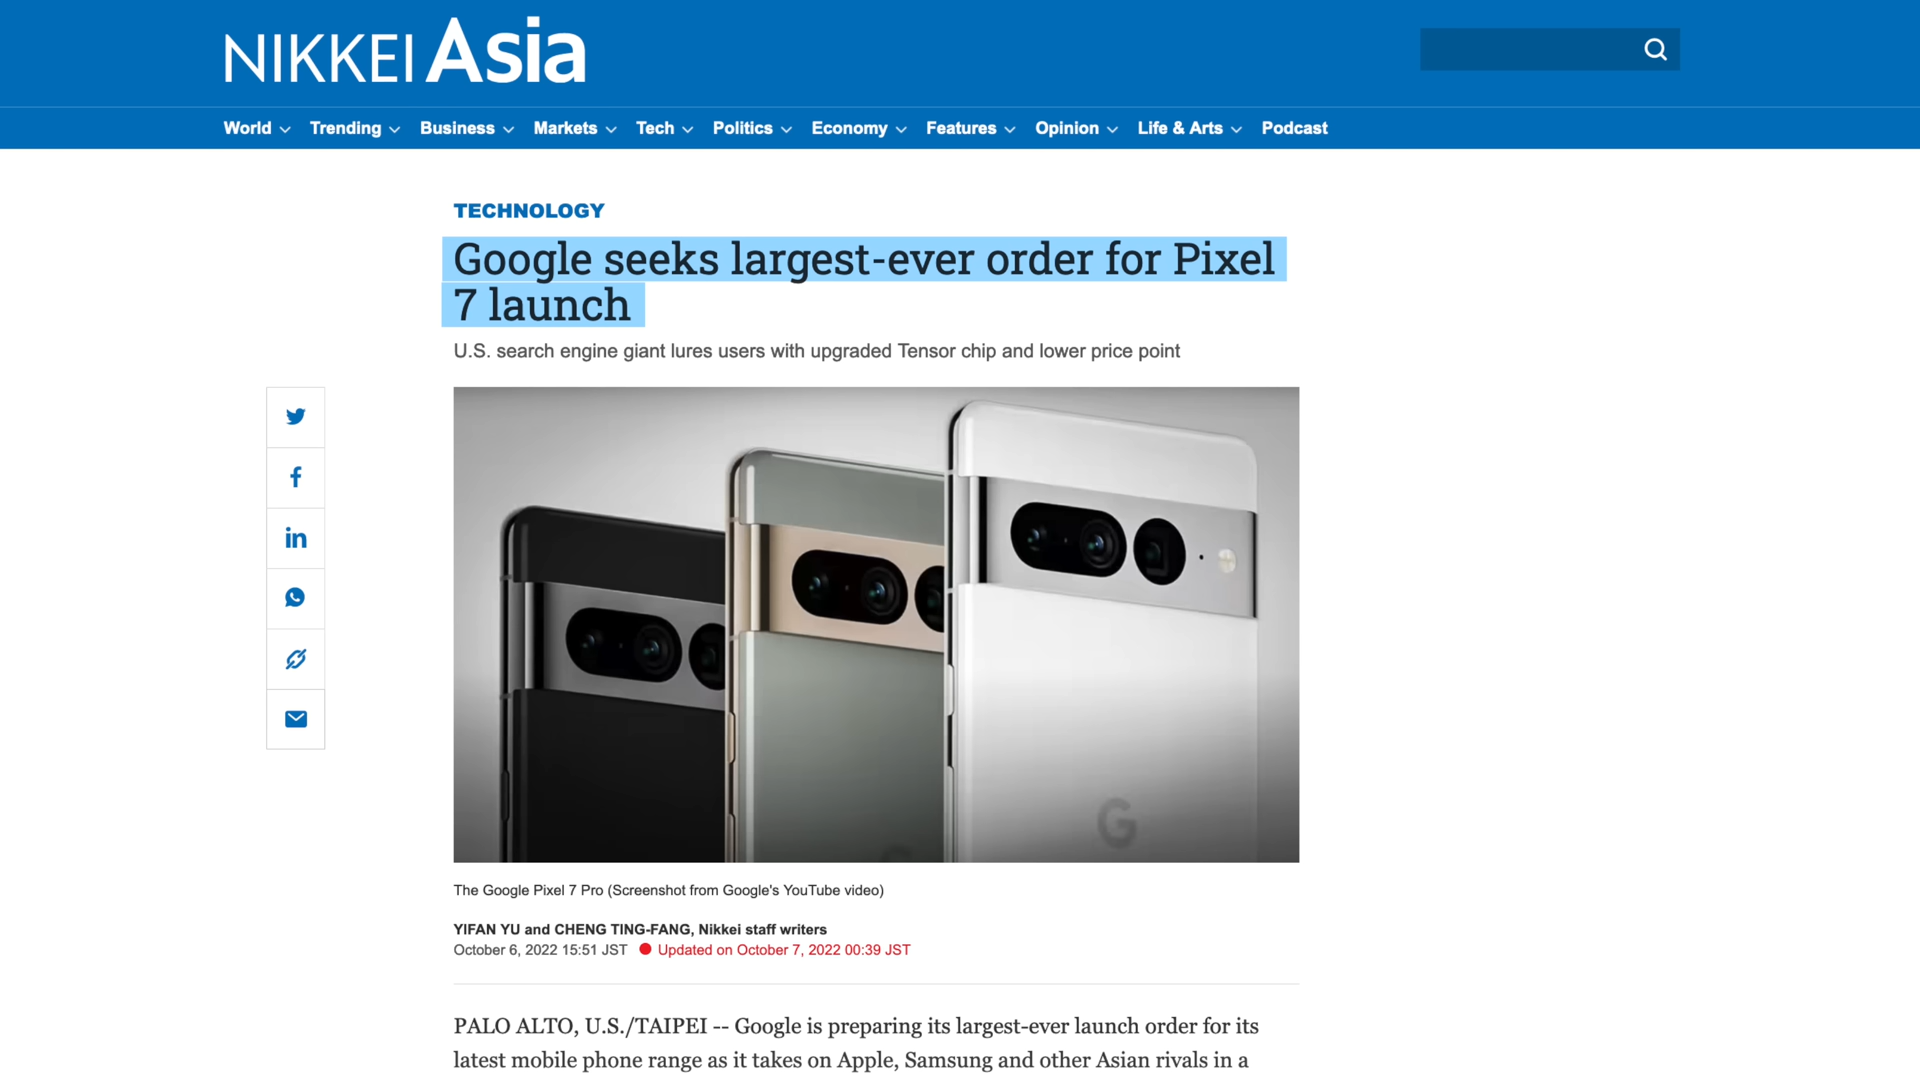 NIKKEI Asia
World Trending Business Markets Tech Politics Economy Features Opinion Life & Arts Podcast
TECHNOLOGY
Google seeks largest-ever order for Pixel
7 launch
U.S. search engine giant lures users with upgraded Tensor chip and lower price point
G
The Google Pixel 7 Pro (Screenshot from Google's YouTube video)
YIFAN YU and CHENG TING-FANG, Nikkei staff writers
October 6, 2022 15:51 JST Updated on October 7, 2022 00:39 JST
PALO ALTO, U.S./TAIPEI -- Google is preparing its largest-ever launch order for its
latest mobile phone range as it takes on Apple, Samsung and other Asian rivals in a